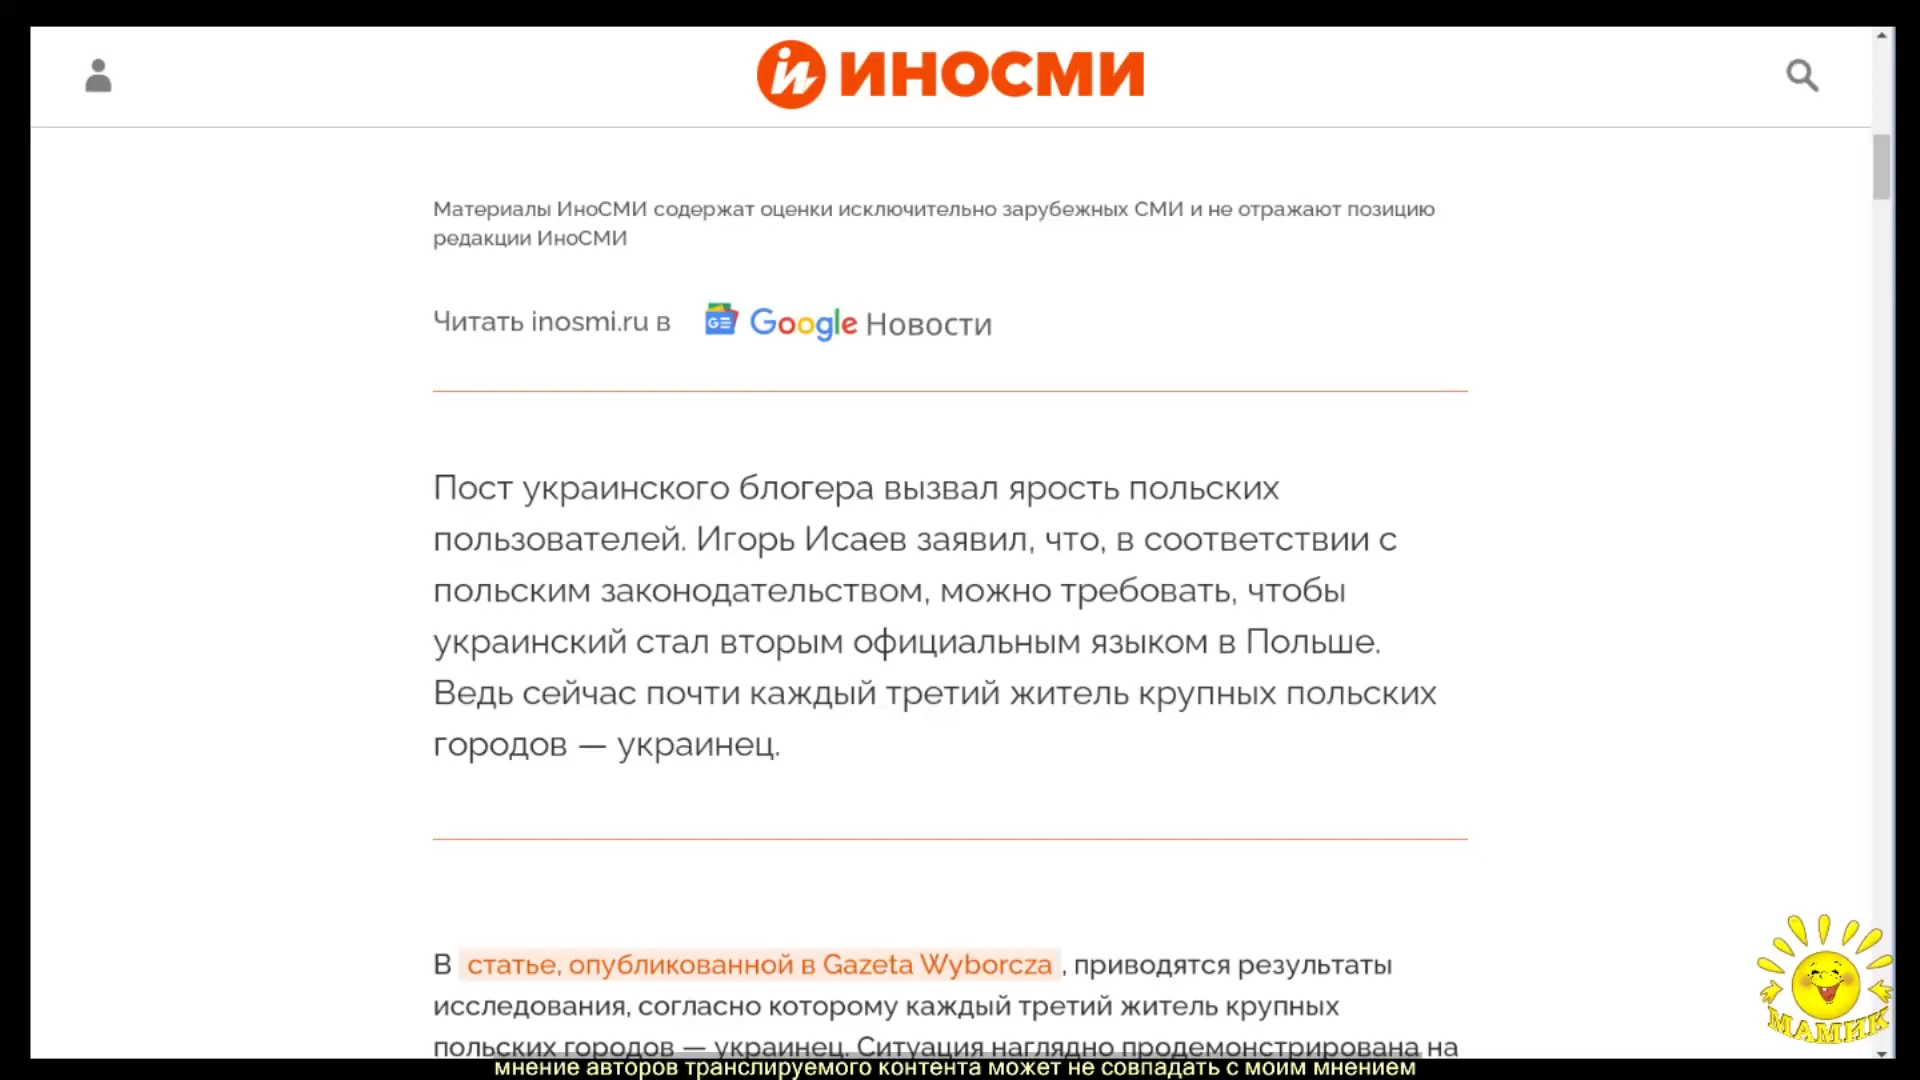 ИНОСМИ
Материалы ИноСМИ содержат оценки исключительно зарубежных СМИ и не отражают позицию
редакции ИноСМИ
Читать inosmi.ru в GE Google Новости
Пост украинского блогера вызвал ярость польских
пользователей. Игорь Исаев заявил, что, в соответствии с
польским законодательством, можно требовать, чтобы
украинский стал вторым официальным языком в Польше.
Ведь сейчас почти каждый третий житель крупных польских
городов — украинец.
В статье, опубликованной в Gazeta Wyborcza , приводятся результаты
исследования, согласно которому каждый третий житель крупных
польских городов — украинец. Ситуация наглядно продемонстрирована на
МАМИК
мнение авторов транслируемого контента может не совпадать с моим мнением